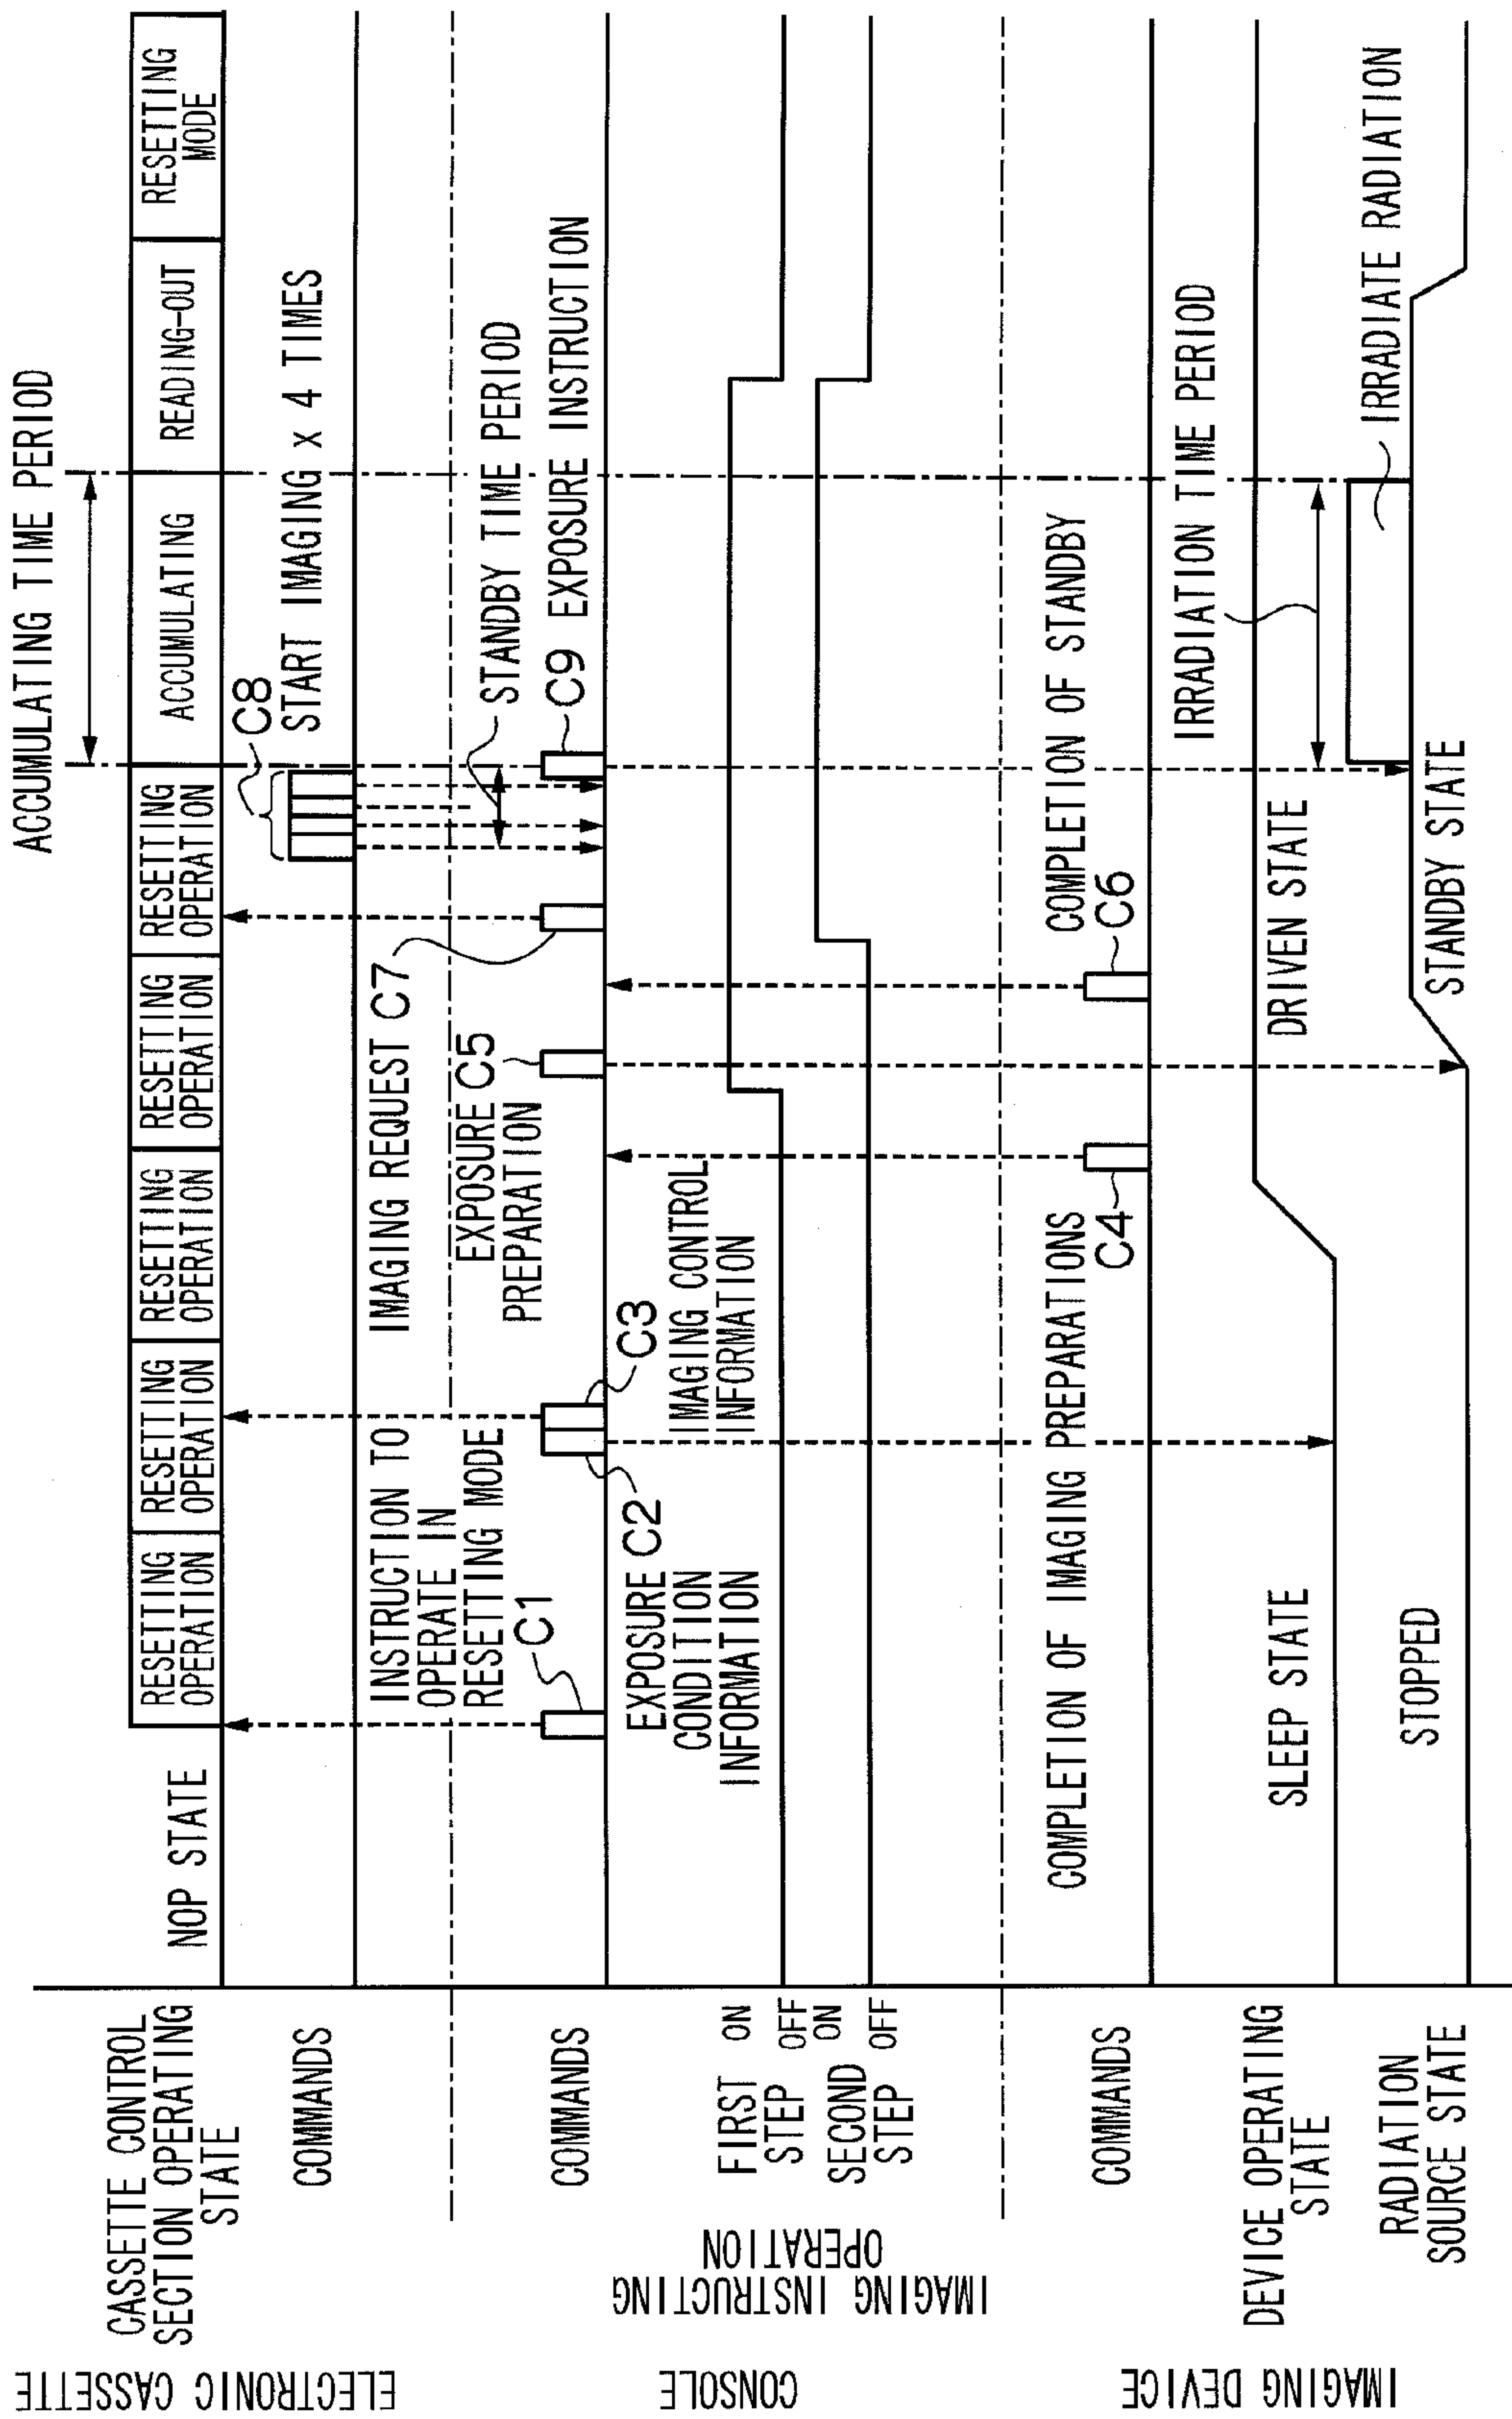 ACCUMULATING TIME PERIOD
ELECTRONIC CASSETTE
CASSETTE CONTROL
SECTION OPERATING
STATE
NOP STATE
RESETTING
OPERATION
RESETTING
OPERATION
RESETTING
OPERATION
RESETTING
OPERATION
RESETTING
OPERATION
ACCUMULATING
READING-OUT
RESETTING
MODE
COMMANDS
C8
START IMAGING x 4 TIMES
INSTRUCTION TO
OPERATE IN
RESETTING MODE
C1
IMAGING REQUEST C7
EXPOSURE C5
PREPARATION
STANDBY TIME PERIOD
C9 EXPOSURE INSTRUCTION
CONSOLE
COMMANDS
EXPOSURE C2
CONDITION
INFORMATION
C3
IMAGING CONTROL
INFORMATION
IMAGING INSTRUCTING
OPERATION
FIRST
STEP
ON
OFF
SECOND
STEP
ON
OFF
IMAGING DEVICE
COMMANDS
COMPLETION OF IMAGING PREPARATIONS
C4
COMPLETION OF STANDBY
C6
DEVICE OPERATING
STATE
SLEEP STATE
DRIVEN STATE
IRRADIATION TIME PERIOD
RADIATION
SOURCE STATE
STOPPED
STANDBY STATE
IRRADIATE RADIATION